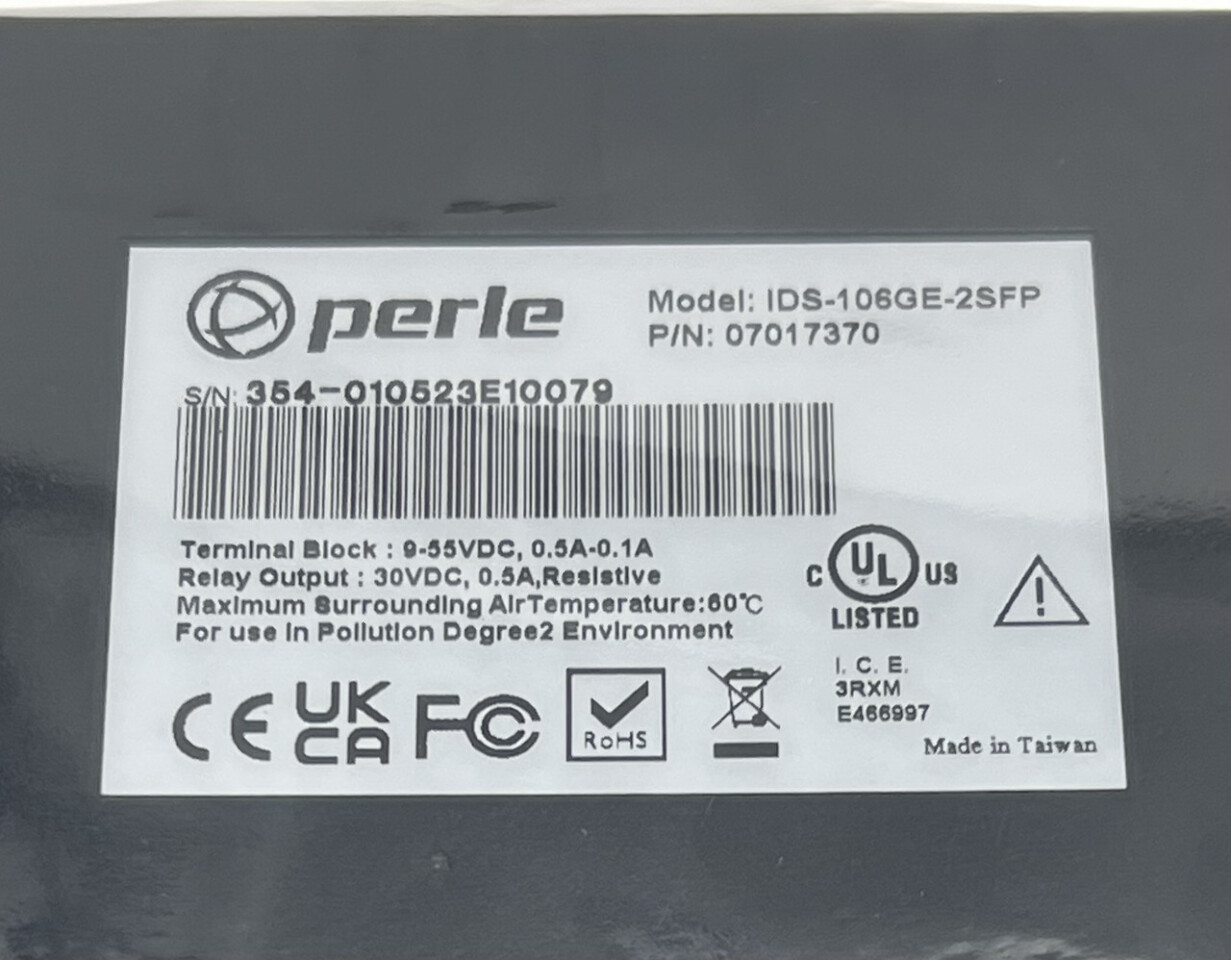 perle
Model: IDS-106GE-2SFP
P/N: 07017370
S/N: 354-010523E10079
Terminal Block : 9-55VDC, 0.5A-0.1A
Relay Output : 30VDC, 0.5A,Resistive
Maximum Surrounding AirTemperature:60℃
For use in Pollution Degree2 Environment
C UL US
LISTED
I. C. E.
3RXM
E466997
CE UKCA FC RoHS
Made in Taiwan